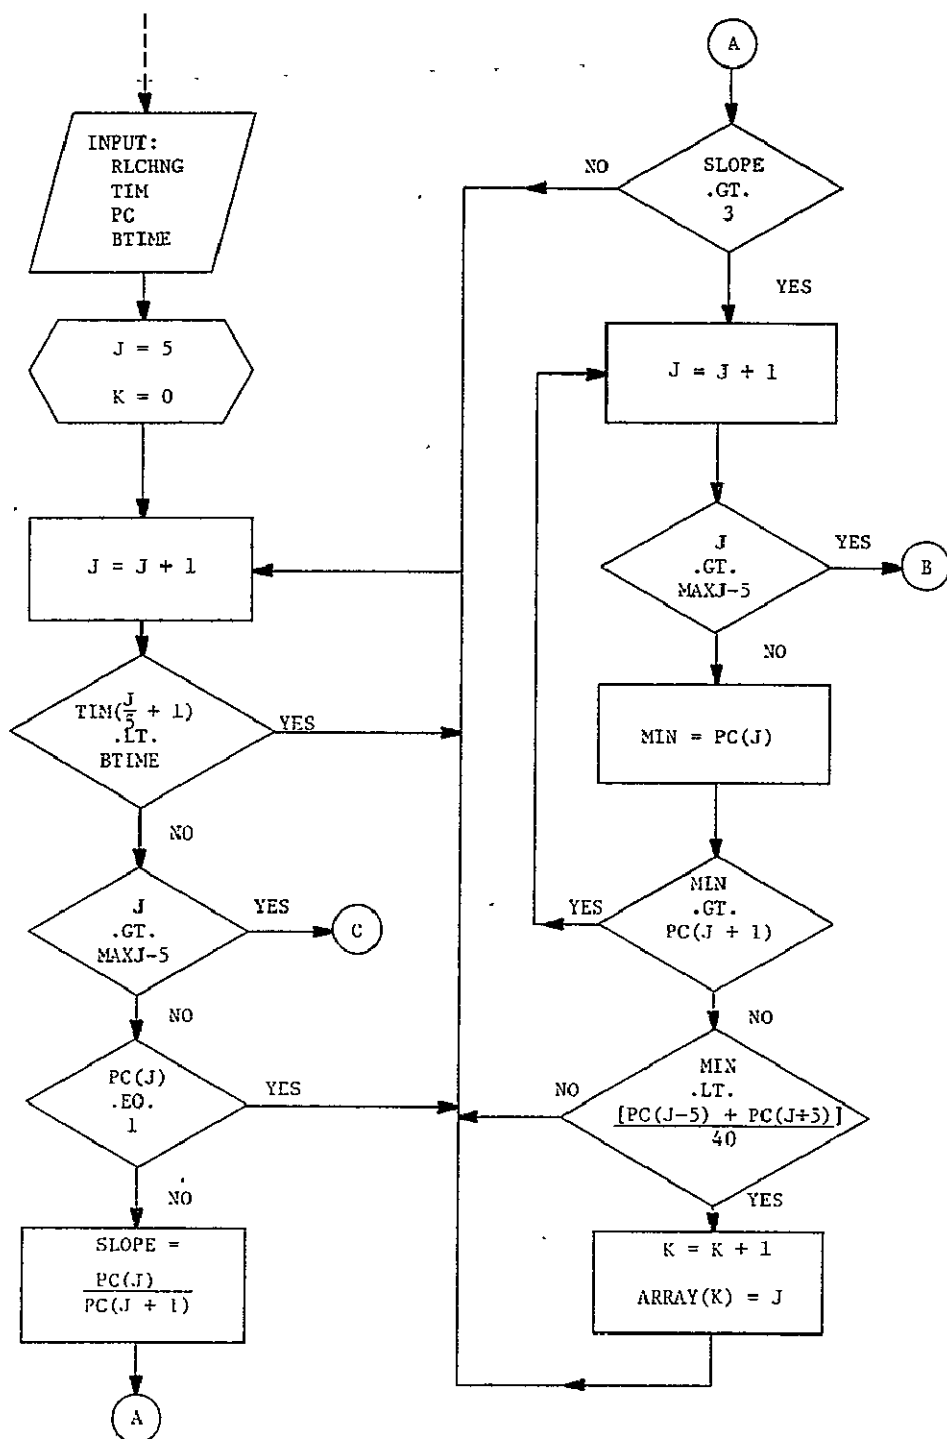 INPUT:
RLCHNG
TIM
PC
BTIME
J = 5
K = 0
J = J + 1
TIM(J/5 + 1)
.LT.
BTIME
YES
NO
J
.GT.
MAXJ-5
YES
C
NO
PC(J)
.EQ.
1
YES
NO
SLOPE =
PC(J)
PC(J + 1)
A
A
SLOPE
.GT.
3
NO
YES
J = J + 1
J
.GT.
MAXJ-5
YES
B
NO
MIN = PC(J)
MIN
.GT.
PC(J + 1)
YES
NO
MIN
.LT.
[PC(J-5) + PC(J+5)]
40
NO
YES
K = K + 1
ARRAY(K) = J